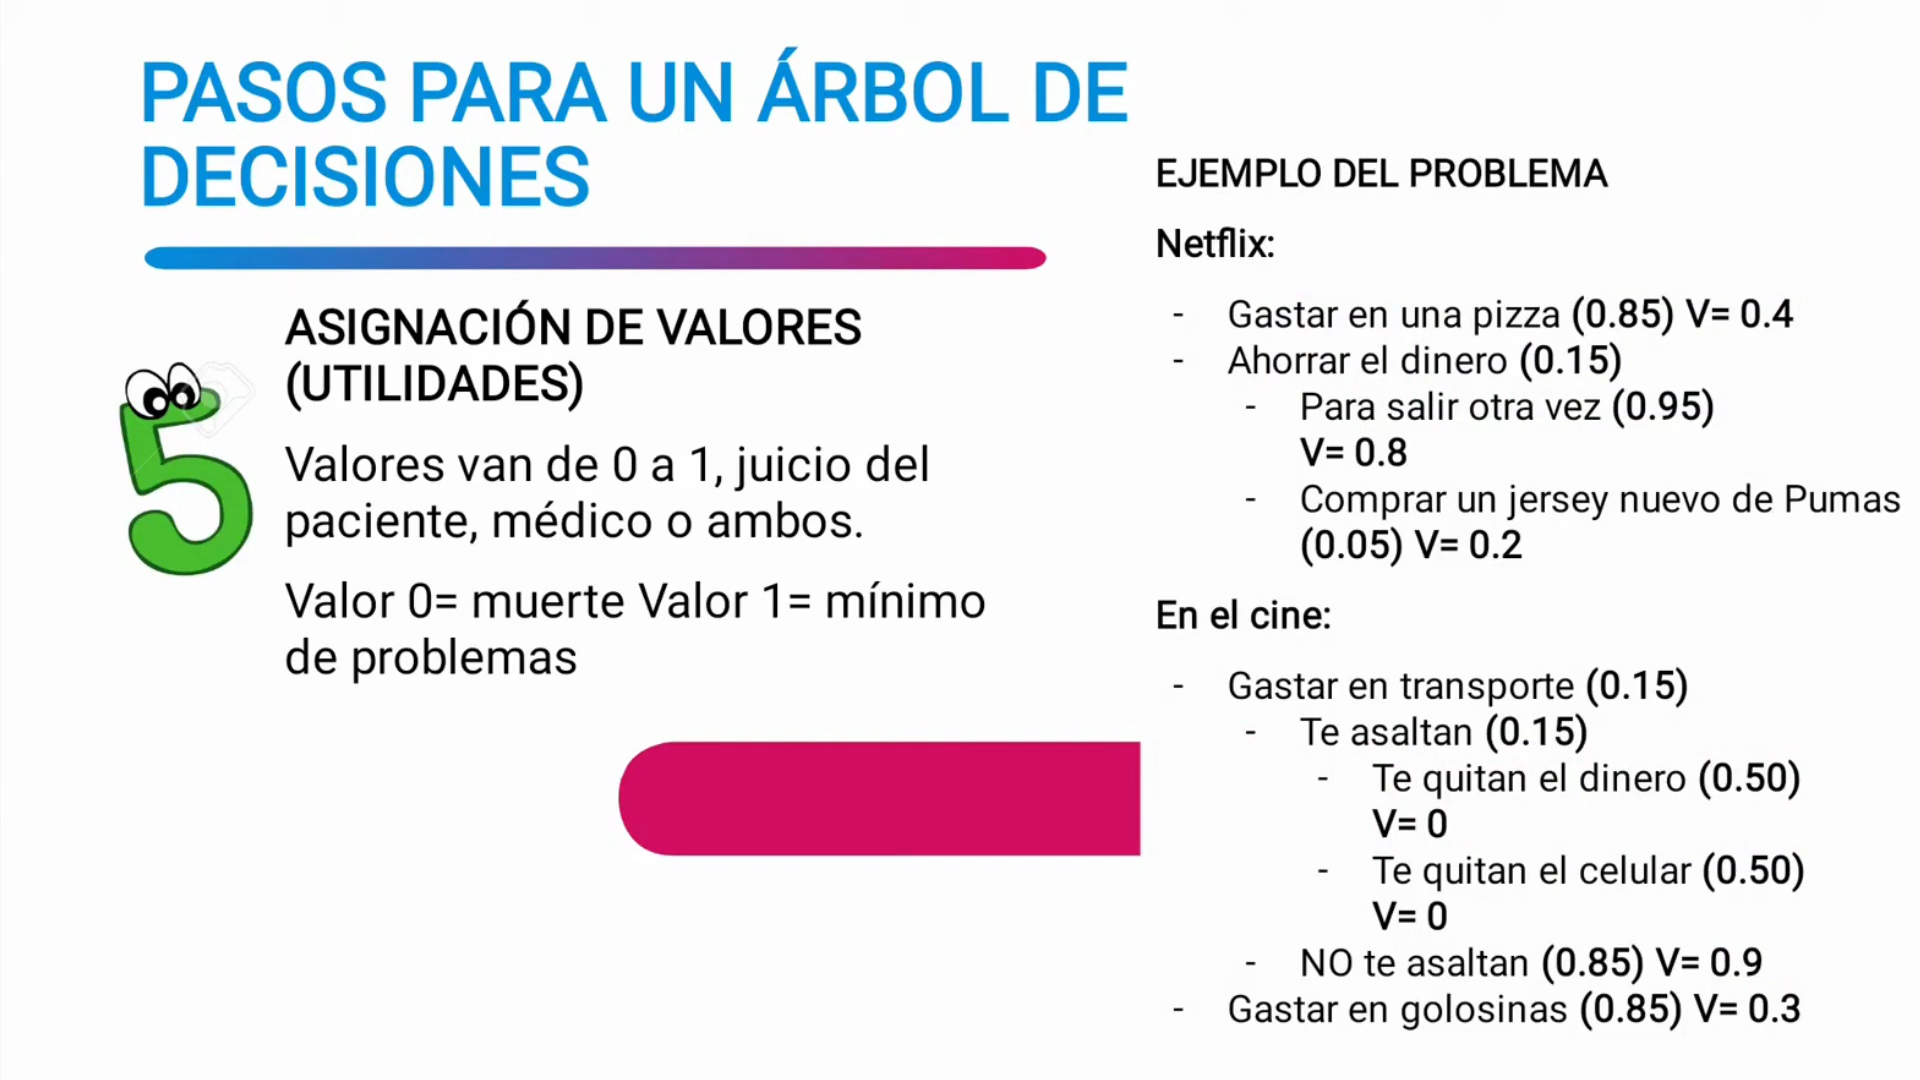 PASOS PARA UN ÁRBOL DE
DECISIONES
5
ASIGNACIÓN DE VALORES
(UTILIDADES)
Valores van de 0 a 1, juicio del
paciente, médico o ambos.
Valor 0= muerte Valor 1= mínimo
de problemas
EJEMPLO DEL PROBLEMA
Netflix:
- Gastar en una pizza (0.85) V= 0.4
- Ahorrar el dinero (0.15)
- Para salir otra vez (0.95)
V= 0.8
- Comprar un jersey nuevo de Pumas
(0.05) V= 0.2
En el cine:
- Gastar en transporte (0.15)
- Te asaltan (0.15)
- Te quitan el dinero (0.50)
V= 0
- Te quitan el celular (0.50)
V= 0
- NO te asaltan (0.85) V= 0.9
- Gastar en golosinas (0.85) V= 0.3